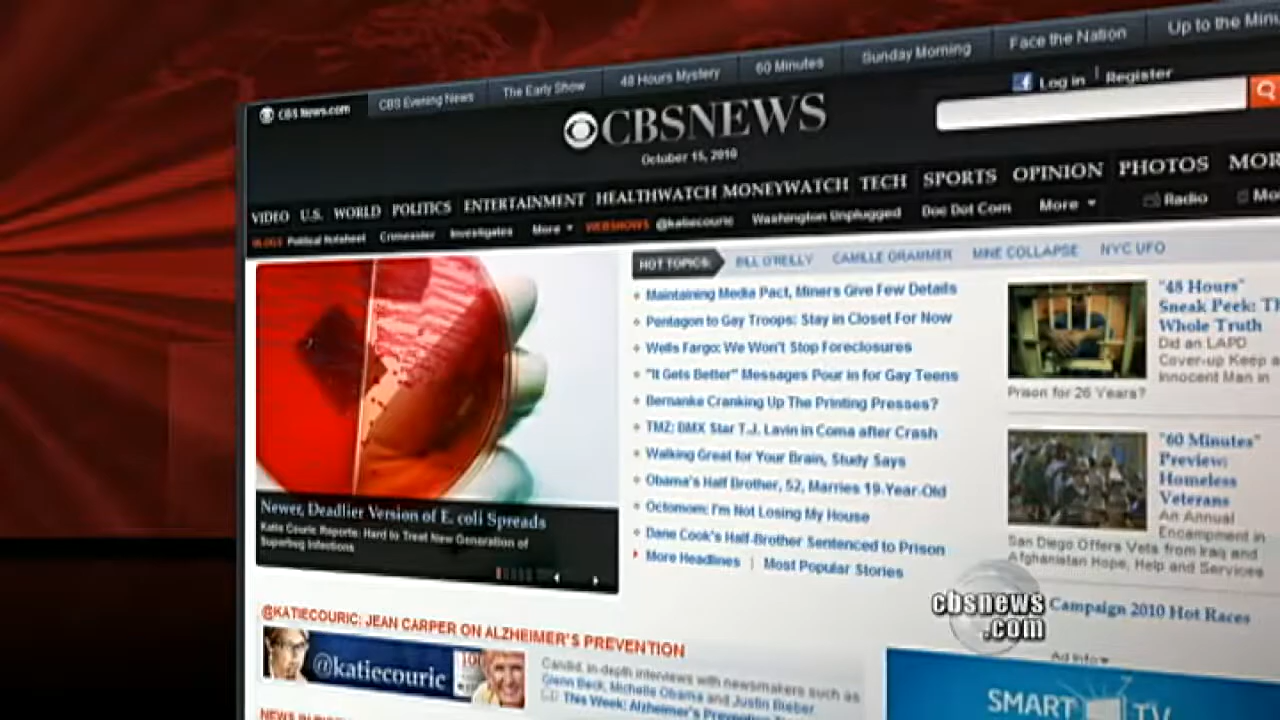 CBS News.com
CBS Evening News
The Early Show
48 Hours Mystery
60 Minutes
Sunday Morning
Face the Nation
Up to the Minu
Log in | Register
CBSNEWS
October 15, 2010
VIDEO U.S. WORLD POLITICS ENTERTAINMENT HEALTHWATCH MONEYWATCH TECH SPORTS OPINION PHOTOS MOR
BLOGS Political Hotsheet Crimesider Investigates More WEBSHOWS @katiecouric Washington Unplugged Doc Dot Com More Radio Mo
HOT TOPICS BILL O'REILLY CAMILLE GRAMMER MINE COLLAPSE NYC UFO
Maintaining Media Pact, Miners Give Few Details
Pentagon to Gay Troops: Stay in Closet For Now
Wells Fargo: We Won't Stop Foreclosures
"It Gets Better" Messages Pour in for Gay Teens
Bernanke Cranking Up The Printing Presses?
TMZ: BMX Star T.J. Lavin in Coma after Crash
Walking Great for Your Brain, Study Says
Obama's Half Brother, 52, Marries 19-Year-Old
Octomom: I'm Not Losing My House
Dane Cook's Half-Brother Sentenced to Prison
More Headlines | Most Popular Stories
"48 Hours"
Sneak Peek: Th
Whole Truth
Did an LAPD
Cover-up Keep a
Innocent Man in
Prison for 26 Years?
"60 Minutes"
Preview:
Homeless
Veterans
An Annual
Encampment in
San Diego Offers Vets from Iraq and
Afghanistan Hope, Help and Services
Newer, Deadlier Version of E. coli Spreads
Katie Couric Reports: Hard to Treat New Generation of
Superbug Infections
cbsnews
.com
Campaign 2010 Hot Races
Ad Info
@KATIECOURIC: JEAN CARPER ON ALZHEIMER'S PREVENTION
@katiecouric
100
Candid, in-depth interviews with newsmakers such as
Glenn Beck, Michelle Obama and Justin Bieber.
This Week: Alzheimer's Prevention
SMART TV
NEWS IN